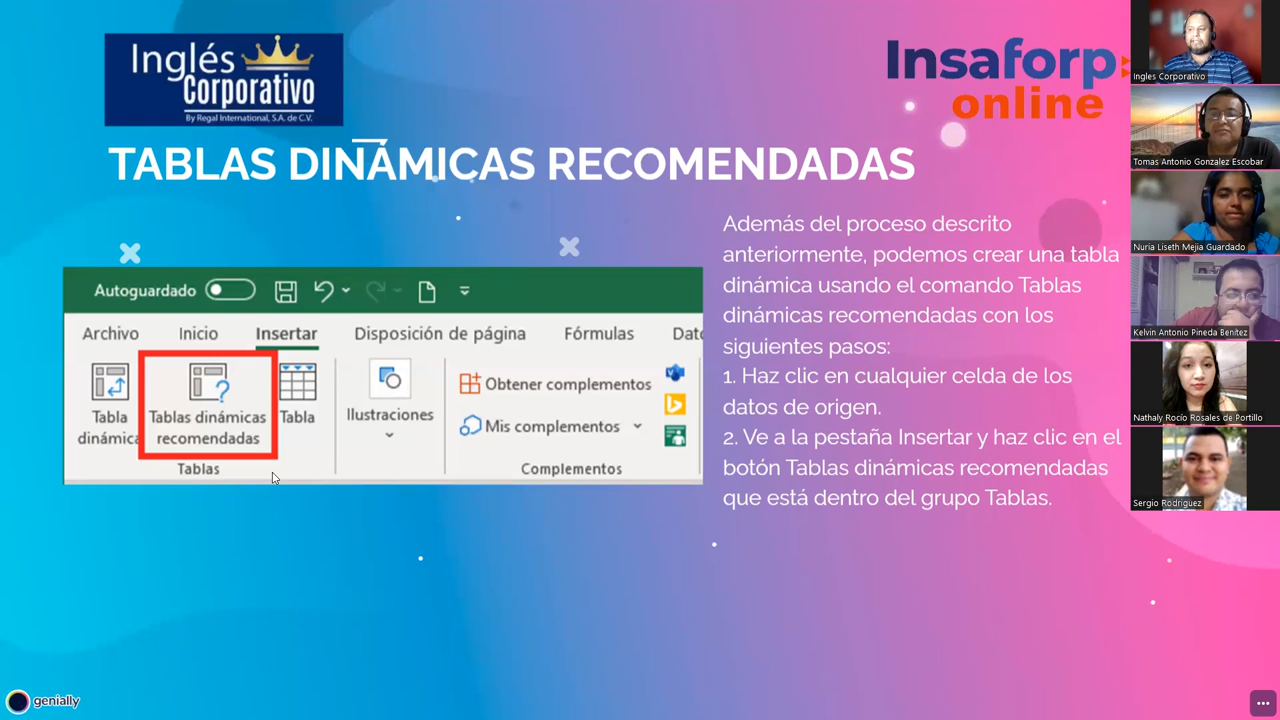 Inglés
Corporativo
By Regal International, S.A. de C.V.
Insaforp
online
TABLAS DINÁMICAS RECOMENDADAS
Autoguardado
Archivo Inicio Insertar Disposición de página Fórmulas Dato
Tabla dinámica
Tablas dinámicas recomendadas
Tabla
Tablas
Ilustraciones
Obtener complementos
Mis complementos
Complementos
Además del proceso descrito
anteriormente, podemos crear una tabla
dinámica usando el comando Tablas
dinámicas recomendadas con los
siguientes pasos:
1. Haz clic en cualquier celda de los
datos de origen.
2. Ve a la pestaña Insertar y haz clic en el
botón Tablas dinámicas recomendadas
que está dentro del grupo Tablas.
Ingles Corporativo
Tomas Antonio Gonzalez Escobar
Nuria Liseth Mejia Guardado
Kelvin Antonio Pineda Benitez
Nathaly Rocío Rosales de Portillo
Sergio Rodriguez
genially